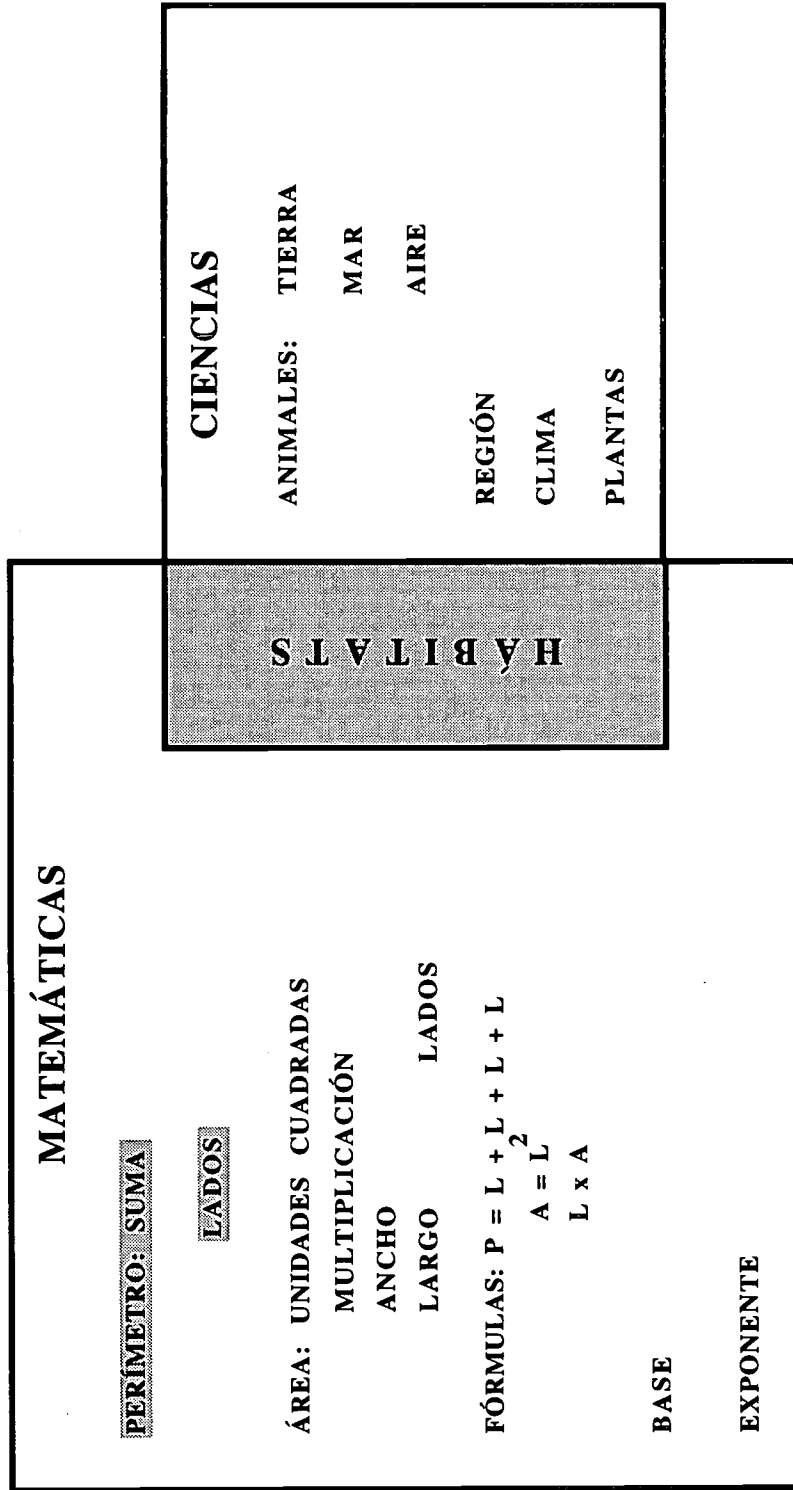 MATEMÁTICAS
PERÍMETRO: SUMA
LADOS
ÁREA: UNIDADES CUADRADAS
MULTIPLICACIÓN
ANCHO
LARGO LADOS
FÓRMULAS: P = L + L + L + L
A = L²
L x A
BASE
EXPONENTE
HÁBITATS
CIENCIAS
ANIMALES: TIERRA
MAR
AIRE
REGIÓN
CLIMA
PLANTAS